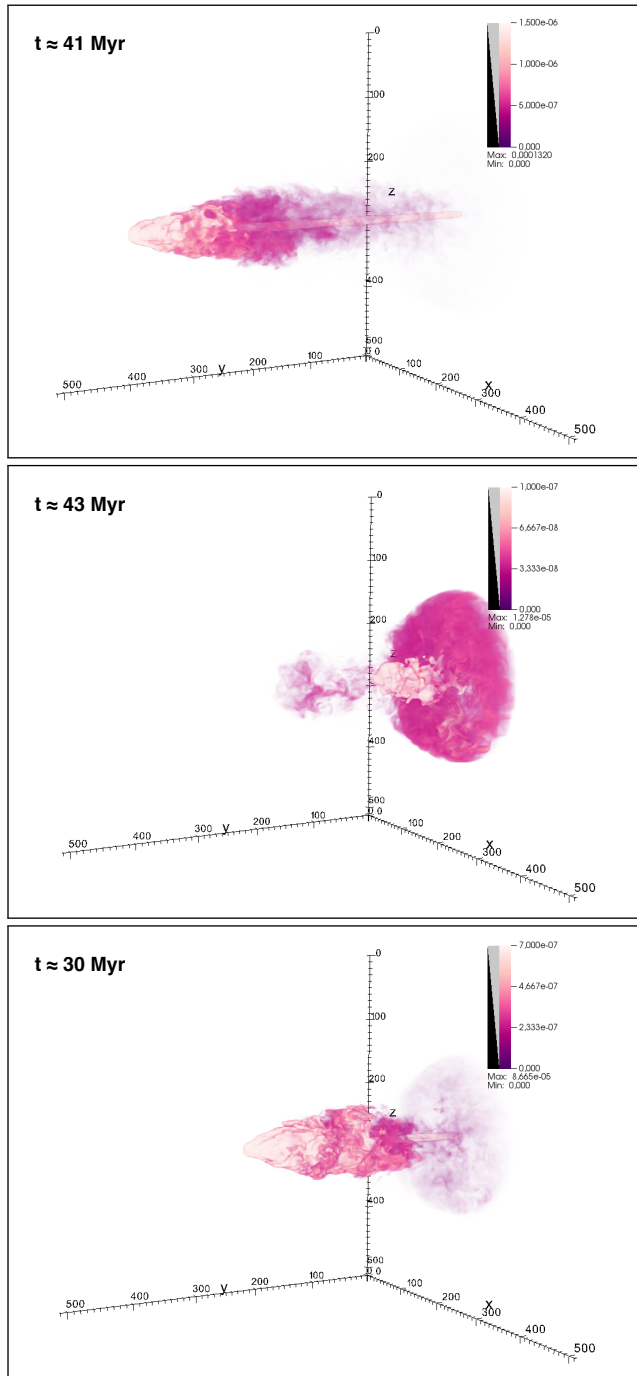 t ≈ 41 Myr
1,500e-06
1,000e-06
5,000e-07
0,000
Max: 0,0001320
Min: 0,000
0
100
200
z
400
500
0 0
100
200
y
300
400
500
100
200
x
300
400
500
t ≈ 43 Myr
1,000e-07
6,667e-08
3,333e-08
0,000
Max: 1,278e-05
Min: 0,000
0
100
200
z
300
400
500
0 0
100
200
y
300
400
500
100
200
x
300
400
500
t ≈ 30 Myr
7,000e-07
4,667e-07
2,333e-07
0,000
Max: 8,665e-05
Min: 0,000
0
100
200
z
400
500
0 0
100
200
y
300
400
500
100
200
x
300
400
500